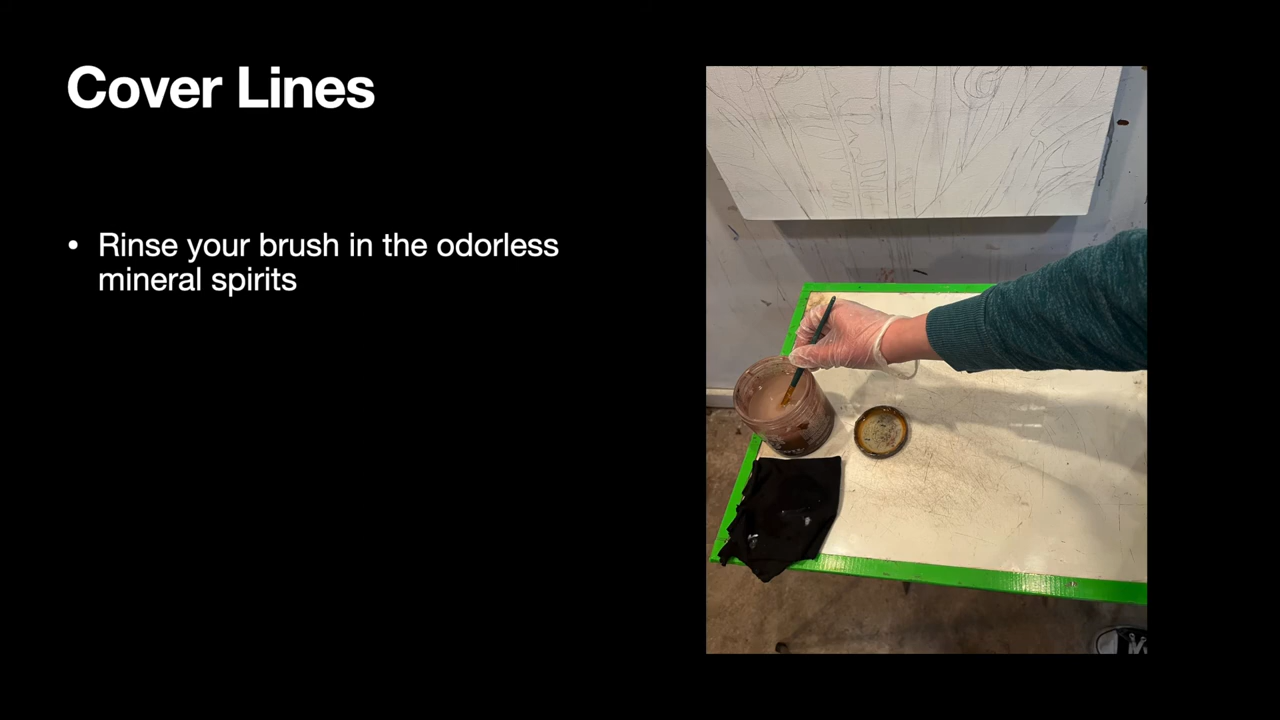 Cover Lines
• Rinse your brush in the odorless
mineral spirits